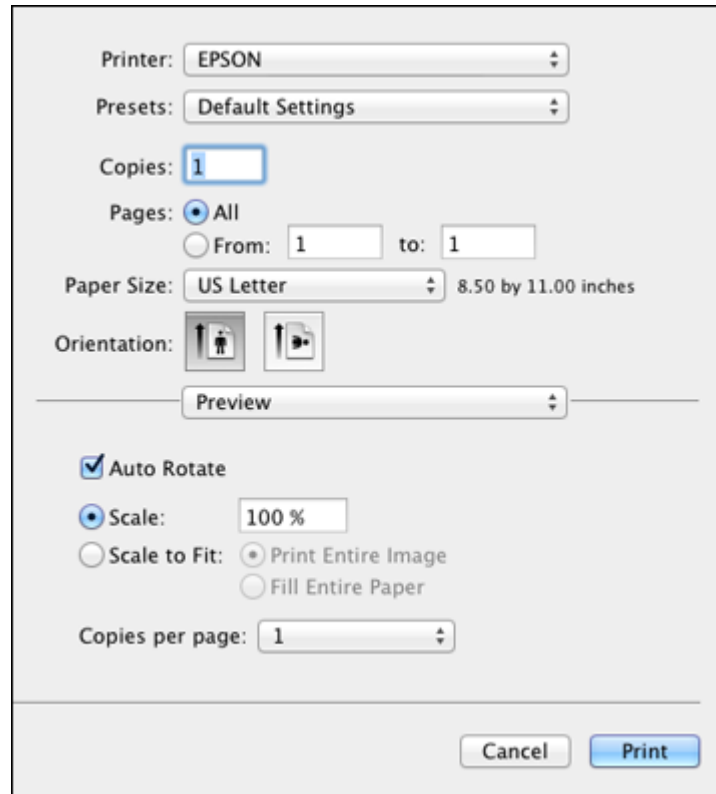 Printer: EPSON
Presets: Default Settings
Copies: 1
Pages: All
From: 1 to: 1
Paper Size: US Letter 8.50 by 11.00 inches
Orientation:
Preview
Auto Rotate
Scale: 100 %
Scale to Fit: Print Entire Image
Fill Entire Paper
Copies per page: 1
Cancel Print